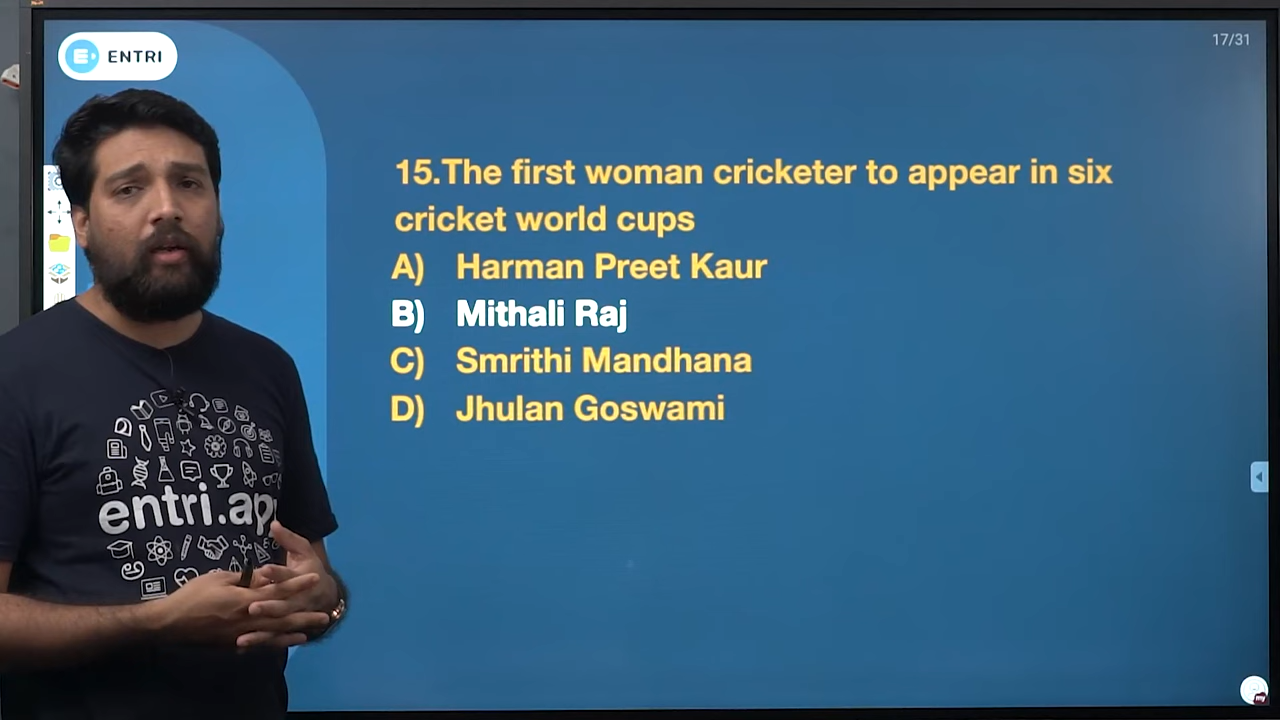 ENTRI
17/31
15.The first woman cricketer to appear in six
cricket world cups
A) Harman Preet Kaur
B) Mithali Raj
C) Smrithi Mandhana
D) Jhulan Goswami
entri.ap